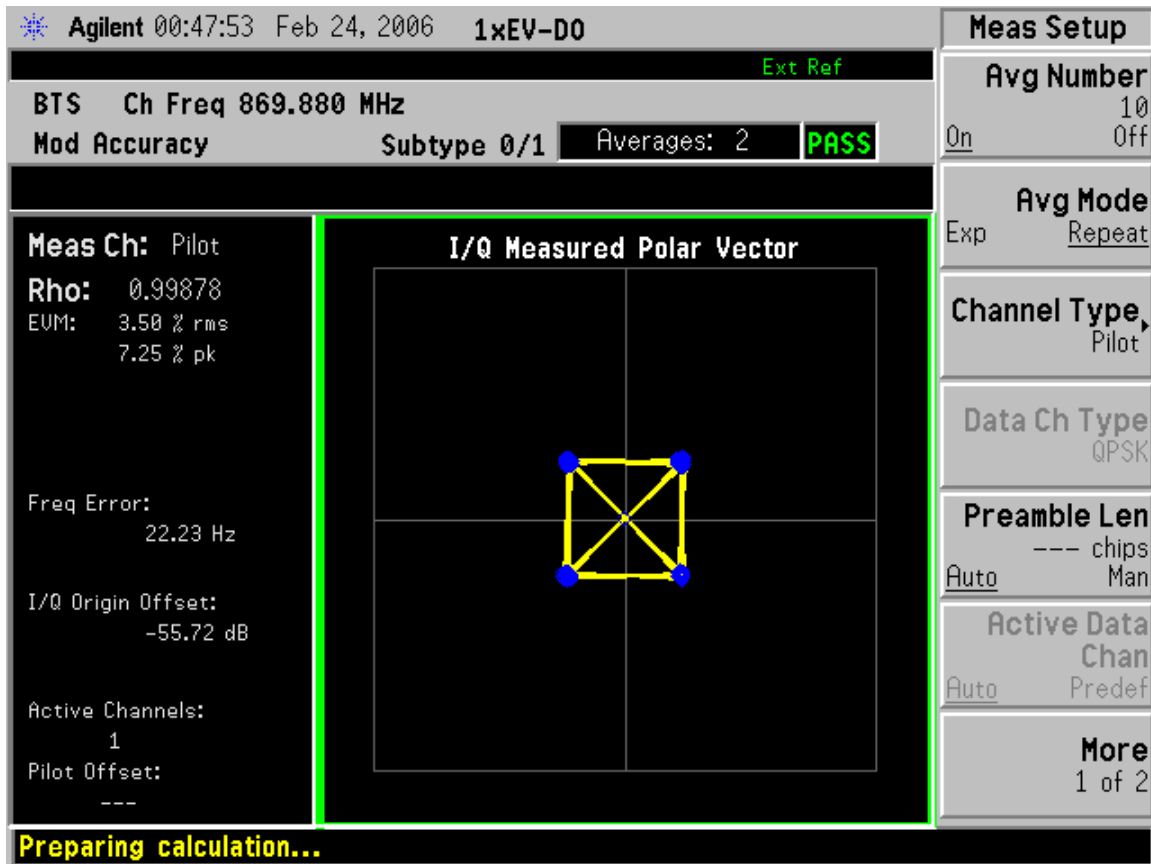 Agilent 00:47:53 Feb 24, 2006 1xEV-DO
Ext Ref
BTS Ch Freq 869.880 MHz
Mod Accuracy Subtype 0/1 Averages: 2 PASS
Meas Ch: Pilot
Rho: 0.99878
EVM: 3.50 % rms
7.25 % pk
Freq Error:
22.23 Hz
I/Q Origin Offset:
-55.72 dB
Active Channels:
1
Pilot Offset:
---
I/Q Measured Polar Vector
Meas Setup
Avg Number
10
On Off
Avg Mode
Exp Repeat
Channel Type
Pilot
Data Ch Type
QPSK
Preamble Len
--- chips
Auto Man
Active Data
Chan
Auto Predef
More
1 of 2
Preparing calculation...